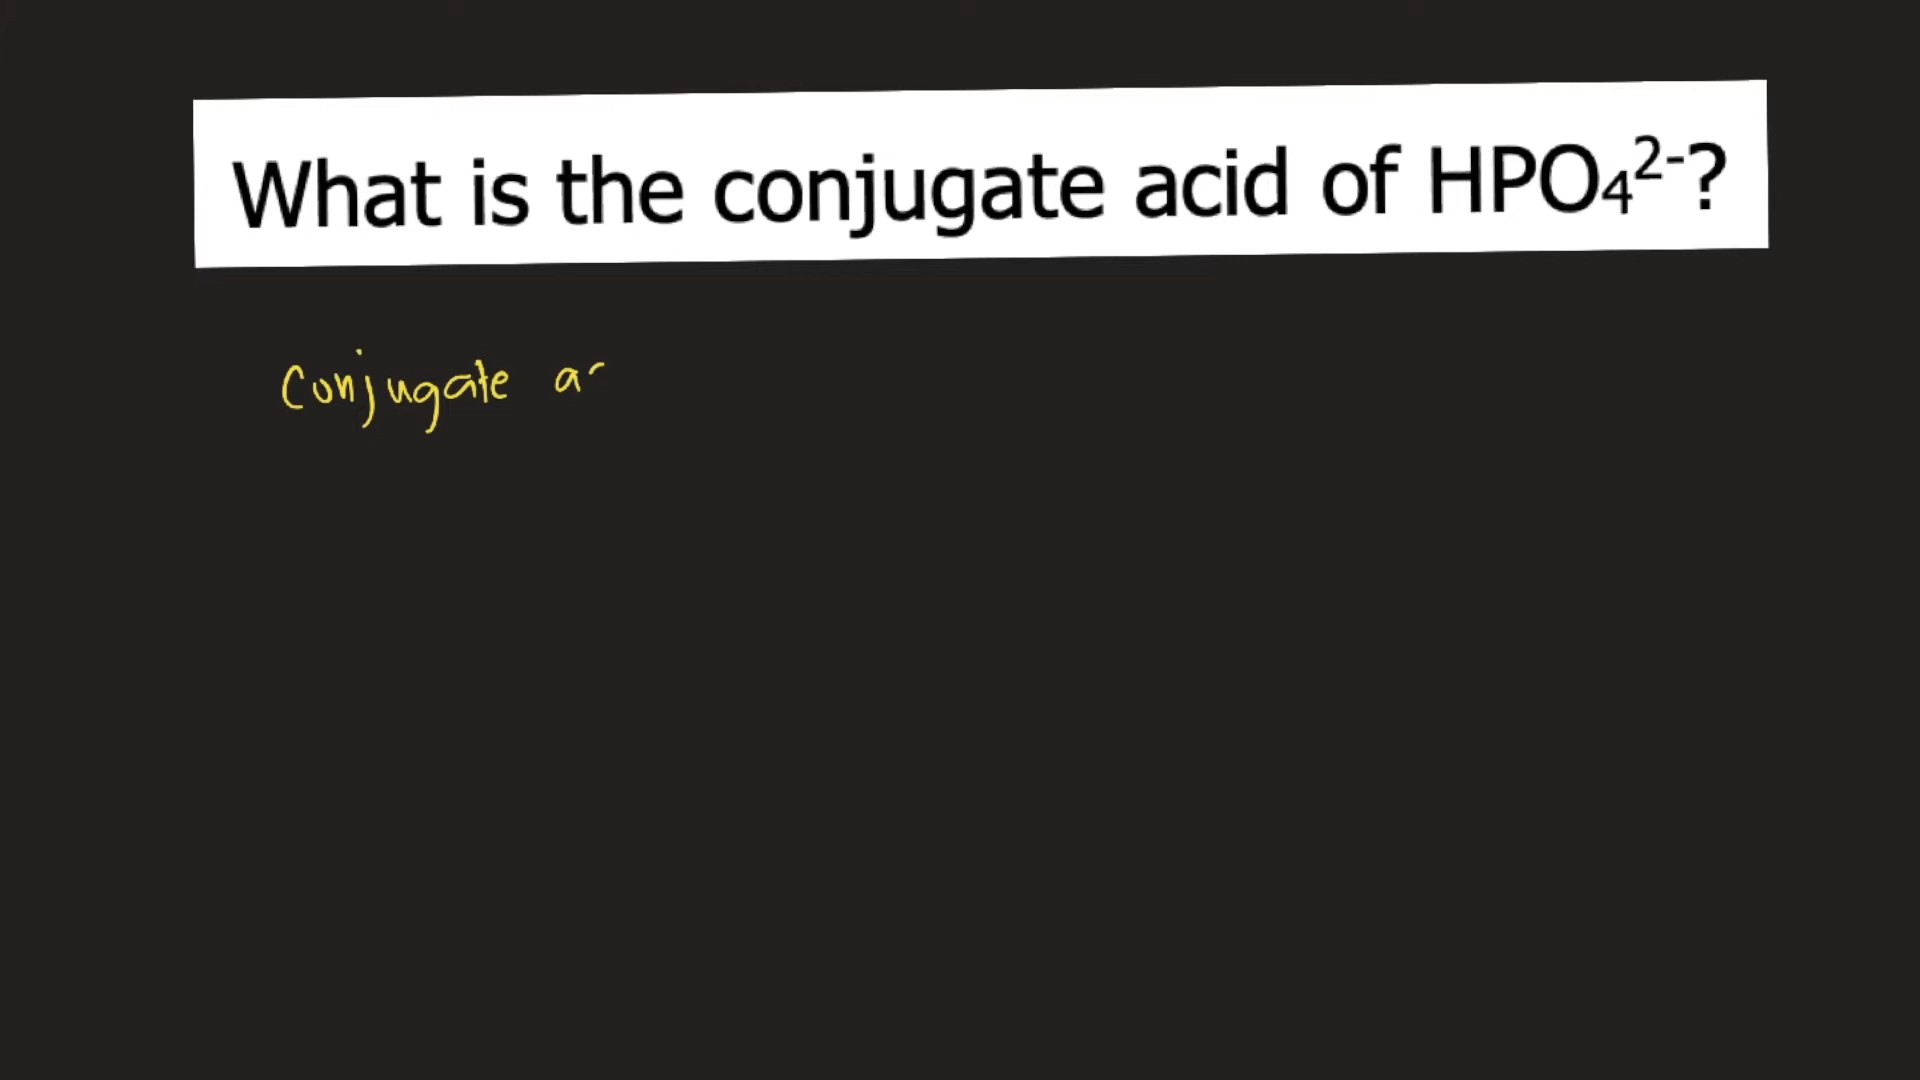 What is the conjugate acid of HPO₄²⁻?
Conjugate a